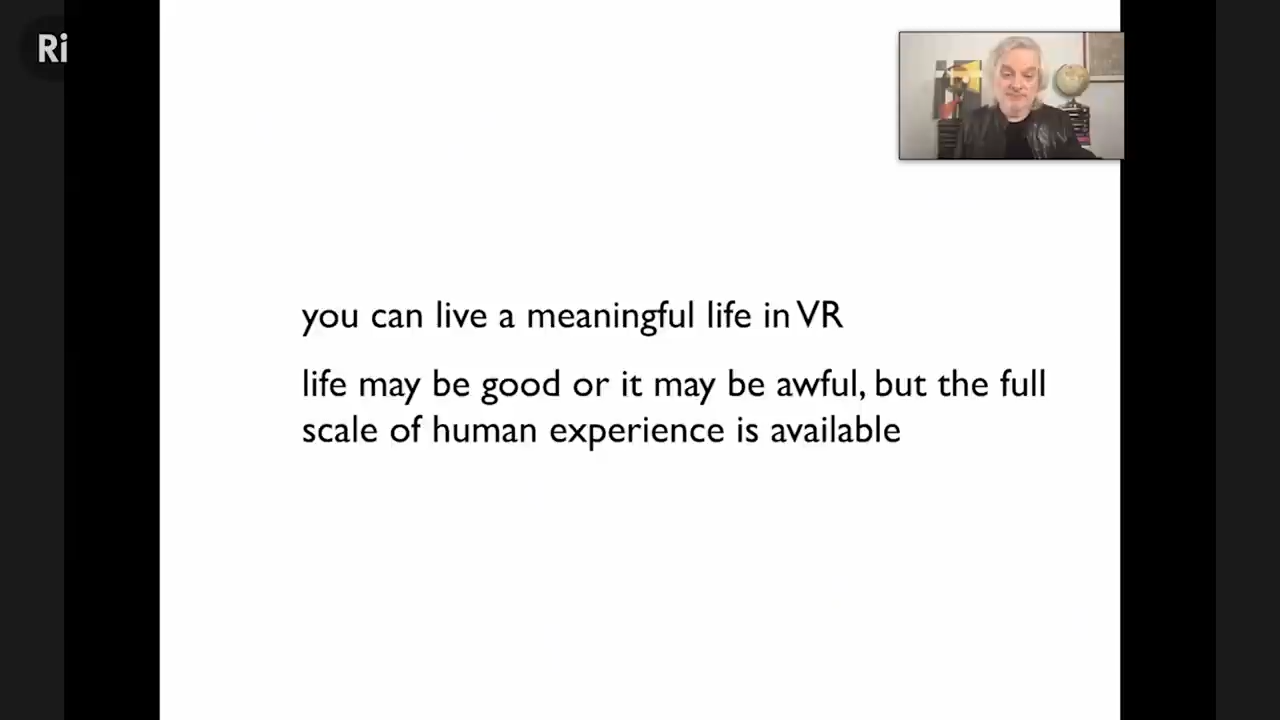 Ri
you can live a meaningful life in VR
life may be good or it may be awful, but the full
scale of human experience is available